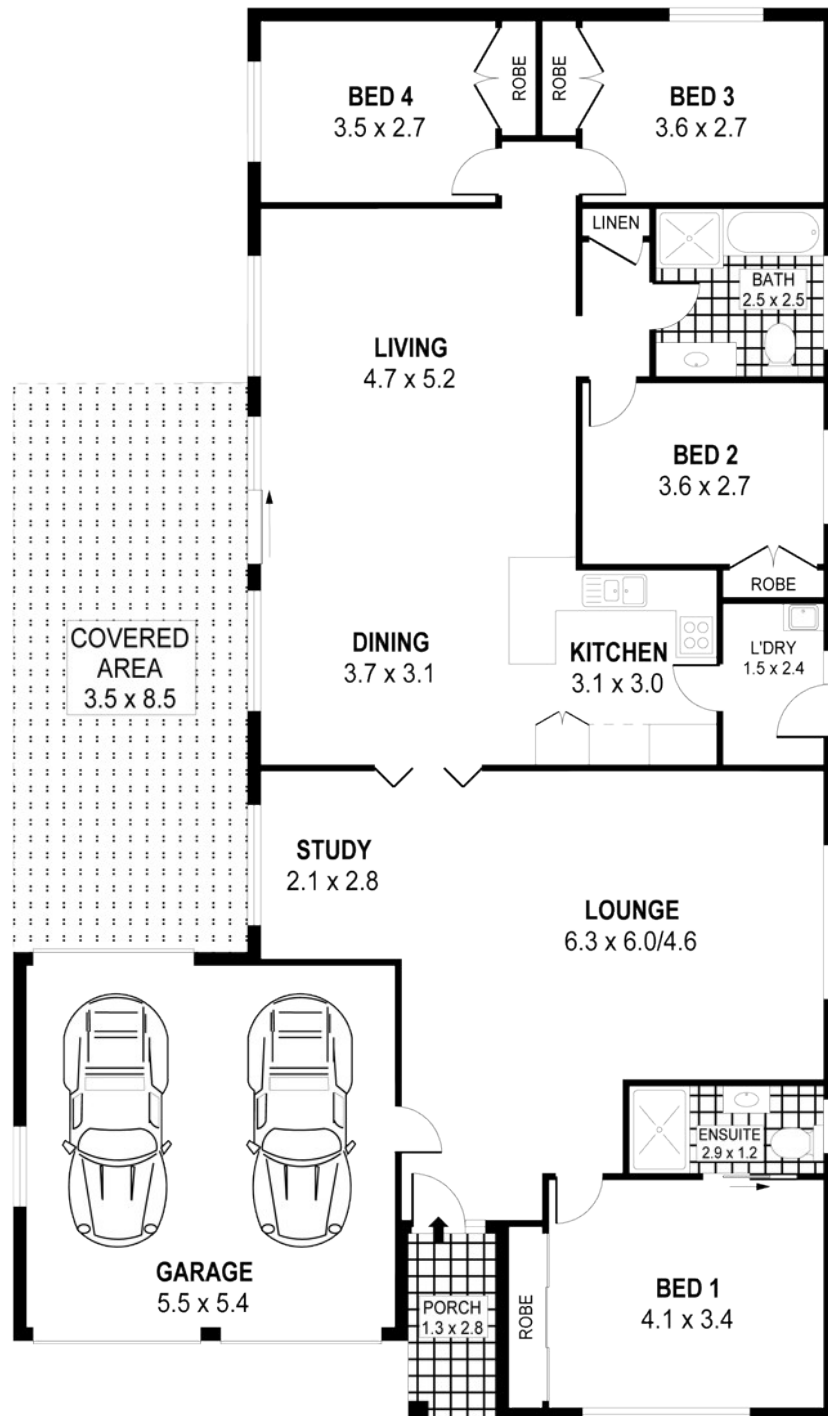 BED 4
3.5 x 2.7
ROBE
ROBE
BED 3
3.6 x 2.7
LINEN
BATH
2.5 x 2.5
LIVING
4.7 x 5.2
BED 2
3.6 x 2.7
ROBE
COVERED
AREA
3.5 x 8.5
DINING
3.7 x 3.1
KITCHEN
3.1 x 3.0
L'DRY
1.5 x 2.4
STUDY
2.1 x 2.8
LOUNGE
6.3 x 6.0/4.6
ENSUITE
2.9 x 1.2
GARAGE
5.5 x 5.4
PORCH
1.3 x 2.8
ROBE
BED 1
4.1 x 3.4